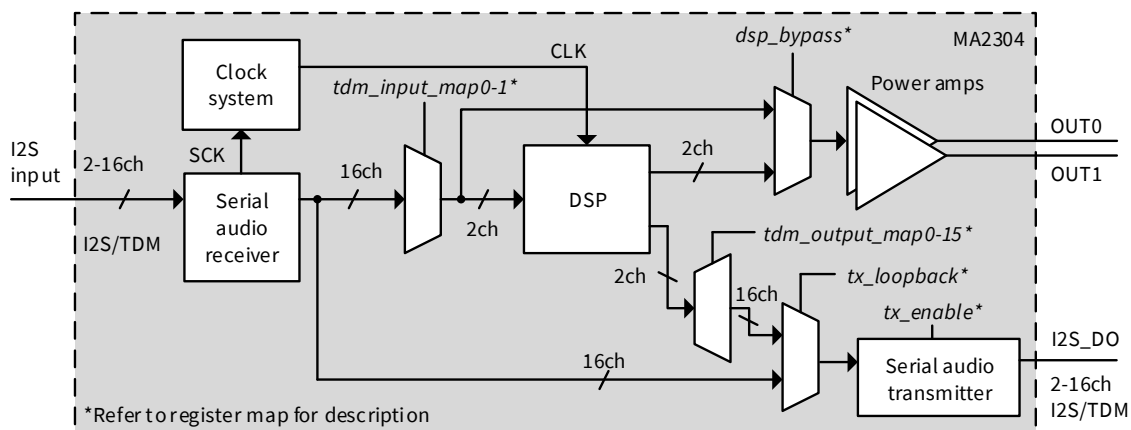 MA2304
dsp_bypass*
CLK
Clock
system
tdm_input_map0-1*
Power amps
OUT0
OUT1
I2S
input
2-16ch
SCK
16ch
2ch
I2S/TDM
Serial
audio
receiver
2ch
DSP
tdm_output_map0-15*
2ch
tx_loopback*
16ch
tx_enable*
I2S_DO
16ch
Serial audio
transmitter
2-16ch
I2S/TDM
*Refer to register map for description